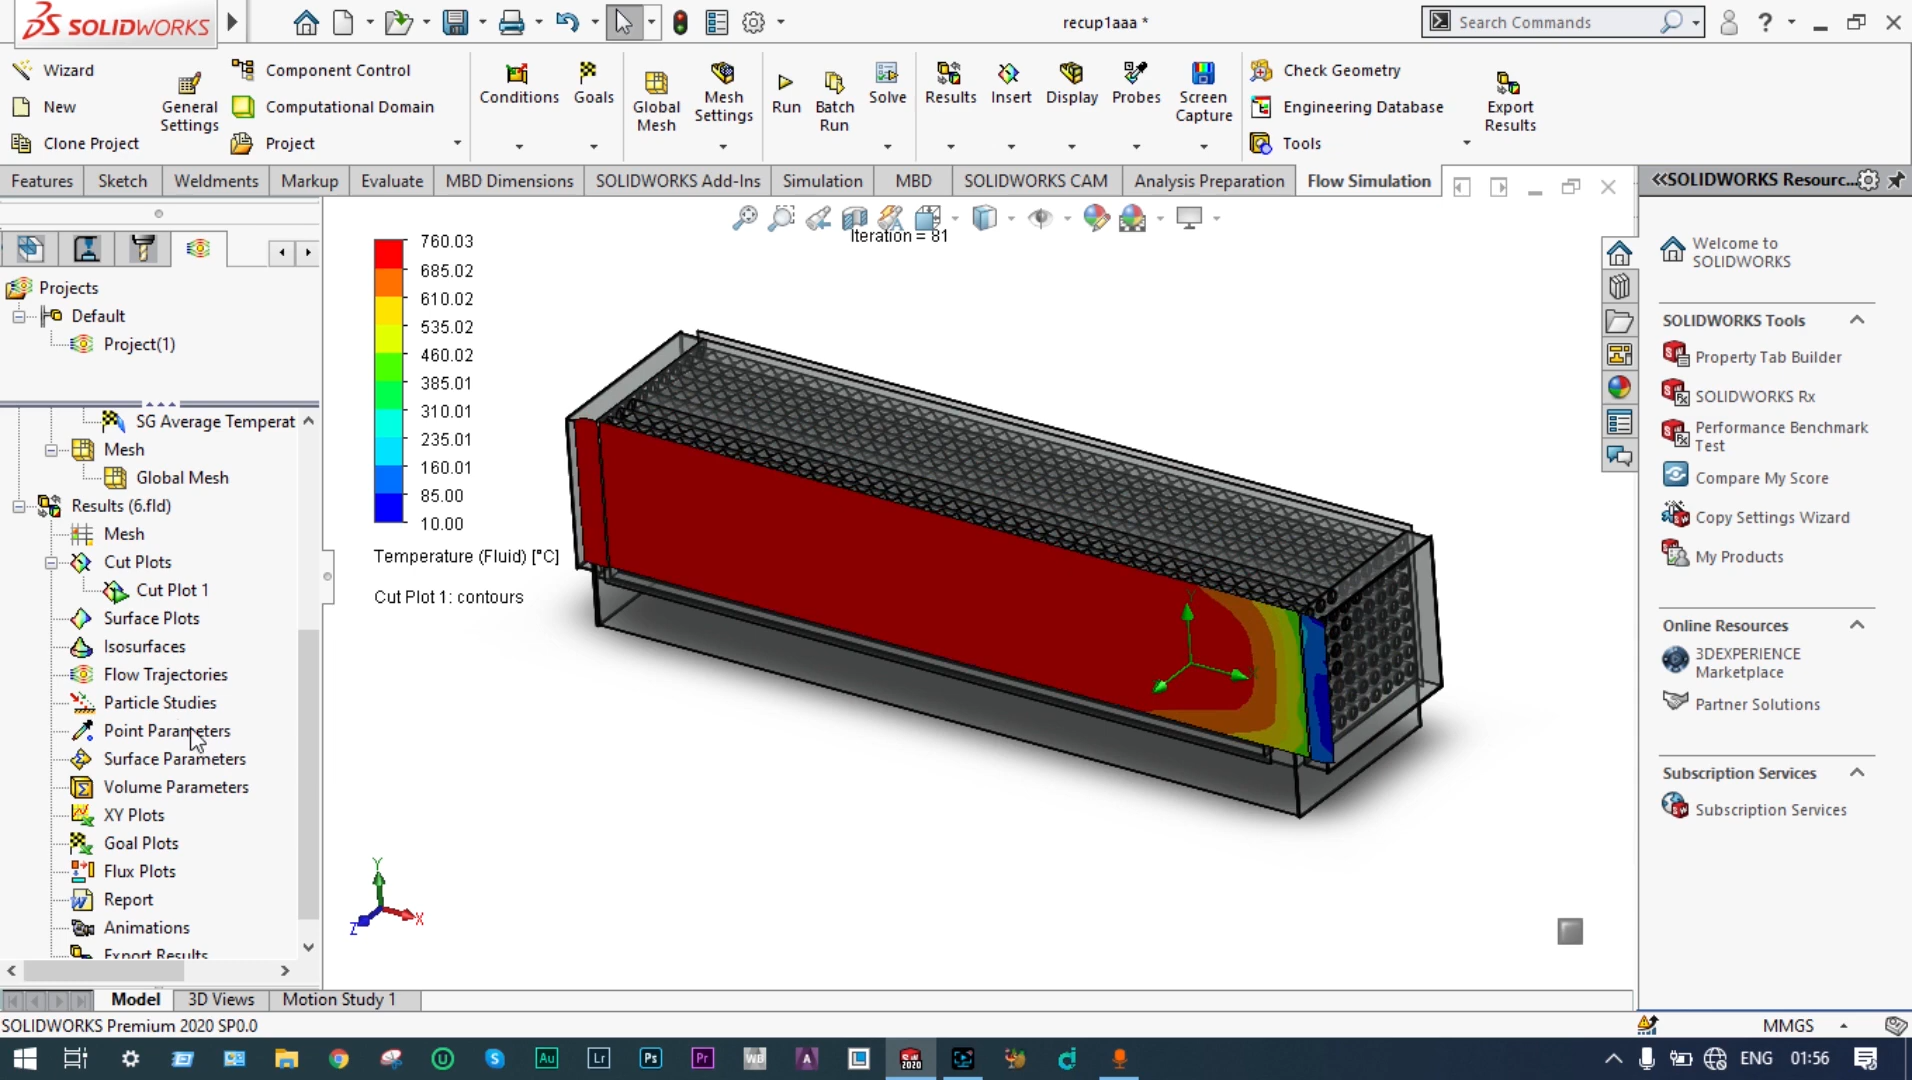 SOLIDWORKS
recup1aaa *
Search Commands
Wizard
New
Clone Project
General Settings
Component Control
Computational Domain
Project
Conditions
Goals
Global Mesh
Mesh Settings
Run
Batch Run
Solve
Results
Insert
Display
Probes
Screen Capture
Check Geometry
Engineering Database
Tools
Export Results
Features
Sketch
Weldments
Markup
Evaluate
MBD Dimensions
SOLIDWORKS Add-Ins
Simulation
MBD
SOLIDWORKS CAM
Analysis Preparation
Flow Simulation
SOLIDWORKS Resourc...
Projects
Default
Project(1)
SG Average Temperat
Mesh
Global Mesh
Results (6.fld)
Mesh
Cut Plots
Cut Plot 1
Surface Plots
Isosurfaces
Flow Trajectories
Particle Studies
Point Parameters
Surface Parameters
Volume Parameters
XY Plots
Goal Plots
Flux Plots
Report
Animations
Export Results
Iteration = 81
760.03
685.02
610.02
535.02
460.02
385.01
310.01
235.01
160.01
85.00
10.00
Temperature (Fluid) [°C]
Cut Plot 1: contours
Y
X
Z
Welcome to SOLIDWORKS
SOLIDWORKS Tools
Property Tab Builder
SOLIDWORKS Rx
Performance Benchmark Test
Compare My Score
Copy Settings Wizard
My Products
Online Resources
3DEXPERIENCE Marketplace
Partner Solutions
Subscription Services
Subscription Services
Model
3D Views
Motion Study 1
SOLIDWORKS Premium 2020 SP0.0
MMGS
Au
Lr
Ps
Pr
WB
A
SW 2020
ENG
01:56